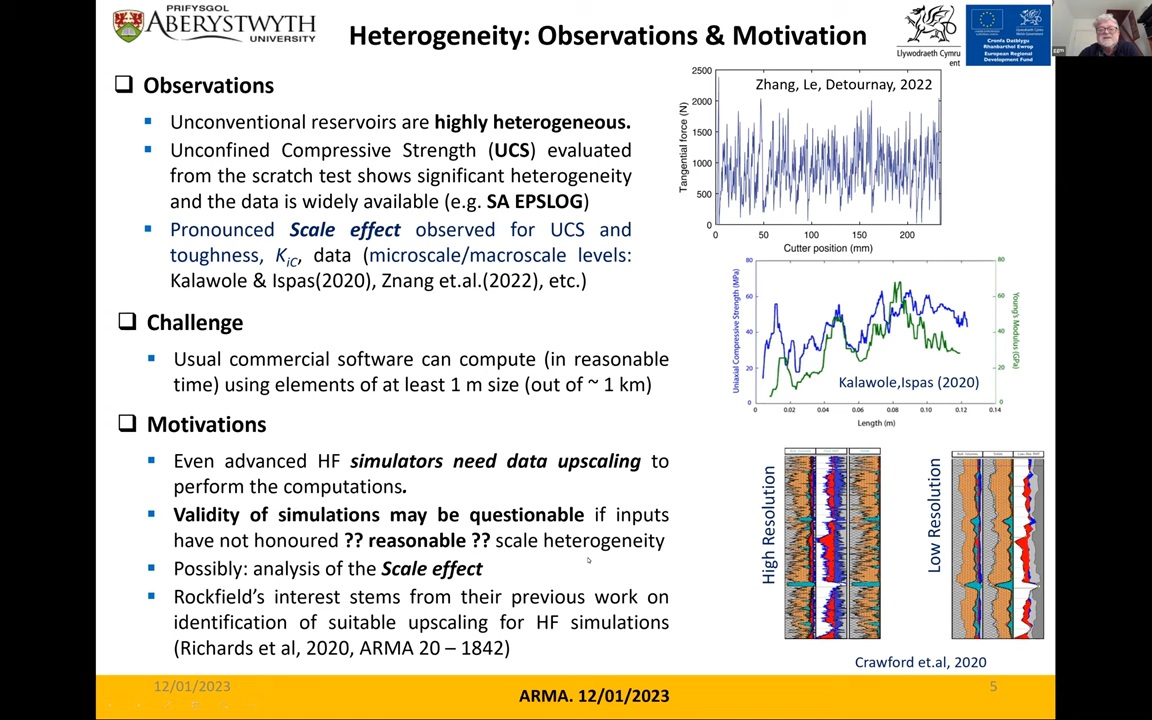 PRIFYSGOL
ABERYSTWYTH
UNIVERSITY
Heterogeneity: Observations & Motivation
Llywodraeth Cymru
ent
Cronfa Datblygu
Rhanbarthol Ewrop
European Regional
Development Fund
Observations
Unconventional reservoirs are highly heterogeneous.
Unconfined Compressive Strength (UCS) evaluated
from the scratch test shows significant heterogeneity
and the data is widely available (e.g. SA EPSLOG)
Pronounced Scale effect observed for UCS and
toughness, KiC, data (microscale/macroscale levels:
Kalawole & Ispas(2020), Znang et.al.(2022), etc.)
Challenge
Usual commercial software can compute (in reasonable
time) using elements of at least 1 m size (out of ~ 1 km)
Motivations
Even advanced HF simulators need data upscaling to
perform the computations.
Validity of simulations may be questionable if inputs
have not honoured ?? reasonable ?? scale heterogeneity
Possibly: analysis of the Scale effect
Rockfield's interest stems from their previous work on
identification of suitable upscaling for HF simulations
(Richards et al, 2020, ARMA 20 – 1842)
Zhang, Le, Detournay, 2022
Tangential force (N)
2500
2000
1500
1000
500
0
0 50 100 150 200
Cutter position (mm)
Uniaxial Compressive Strength (MPa)
80
60
40
20
0
80
60
40
20
0
Young's Modulus (GPa)
Kalawole,Ispas (2020)
0 0.02 0.04 0.06 0.08 0.10 0.12 0.14
Length (m)
High Resolution
Low Resolution
Crawford et.al, 2020
12/01/2023
ARMA. 12/01/2023
5